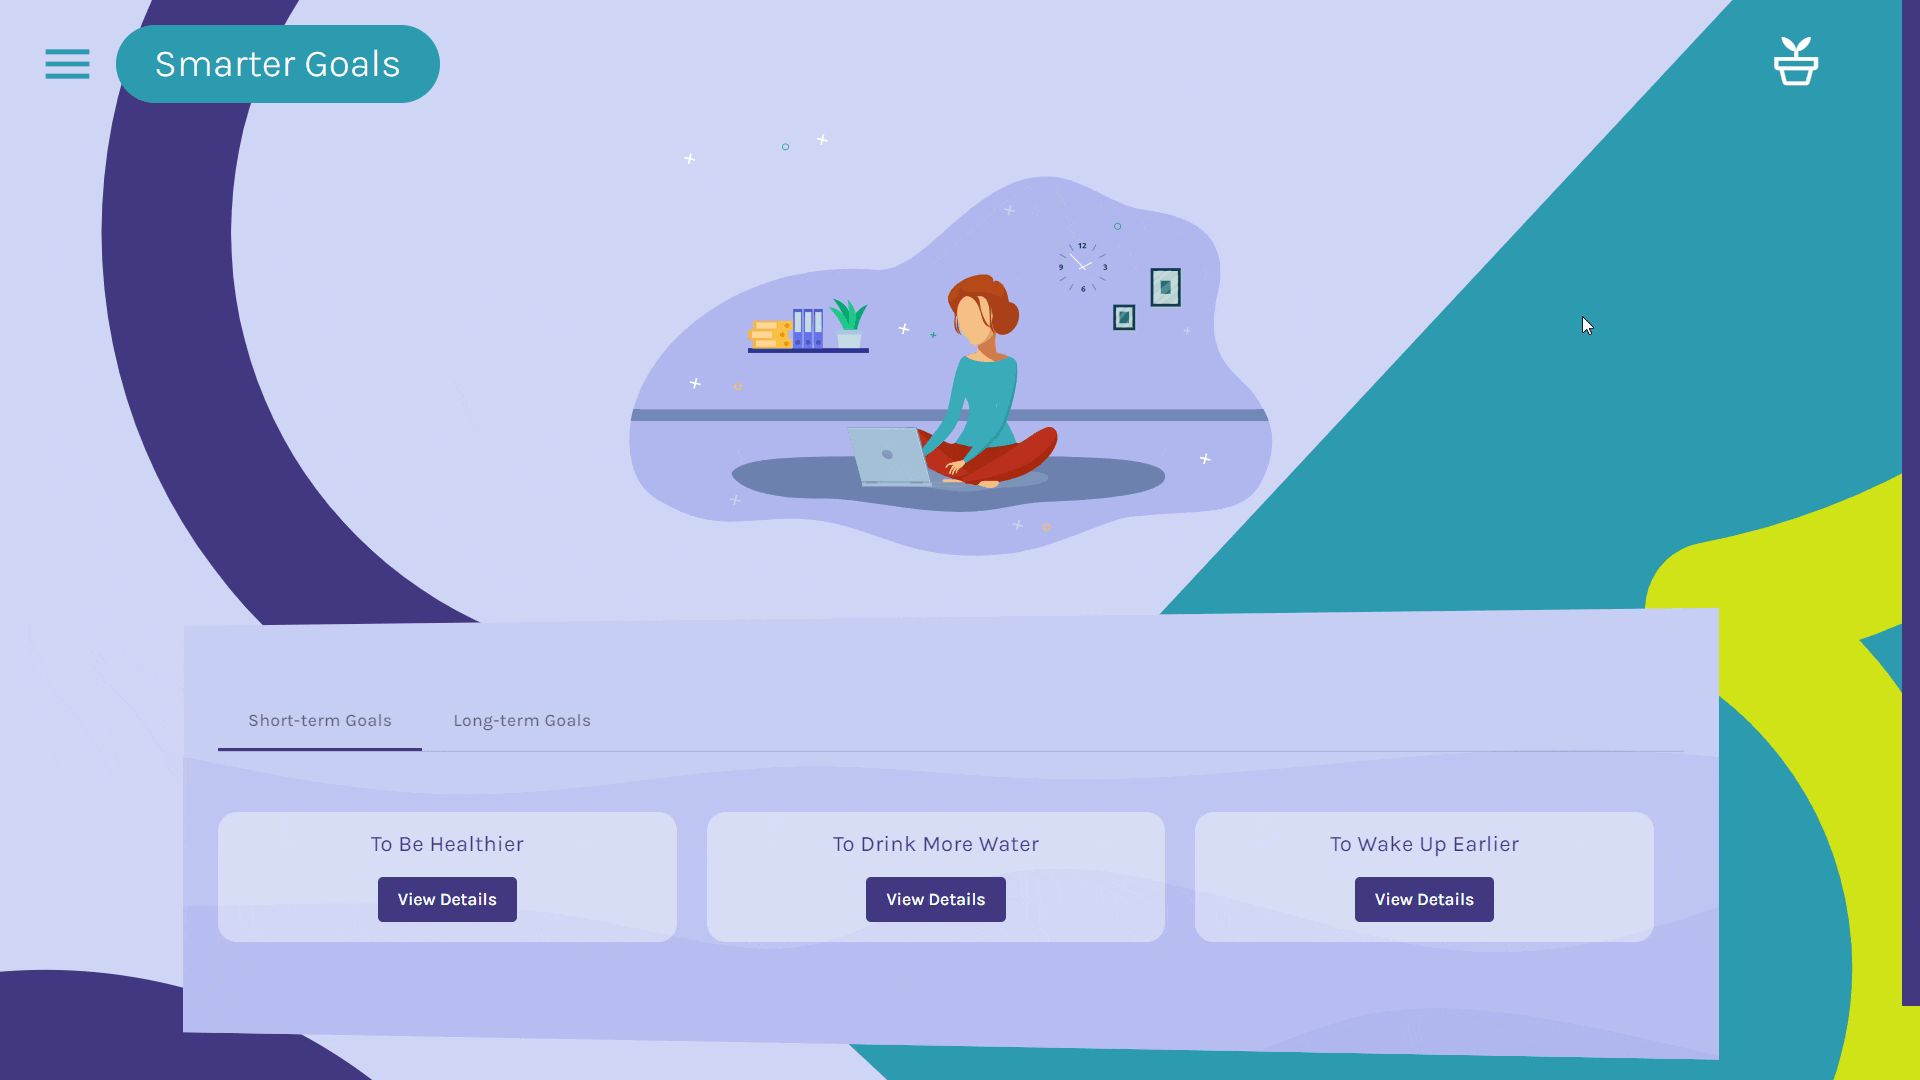 Smarter Goals
12
9
3
6
Short-term Goals
Long-term Goals
To Be Healthier
To Drink More Water
To Wake Up Earlier
View Details
View Details
View Details